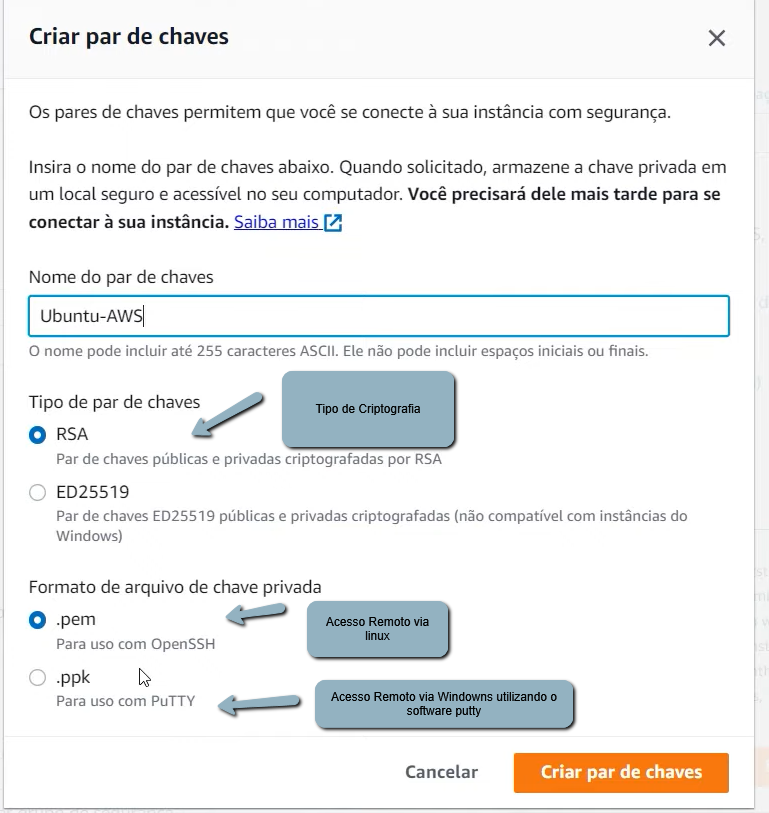 Criar par de chaves
Os pares de chaves permitem que você se conecte à sua instância com segurança.
Insira o nome do par de chaves abaixo. Quando solicitado, armazene a chave privada em
um local seguro e acessível no seu computador. Você precisará dele mais tarde para se
conectar à sua instância. Saiba mais
Nome do par de chaves
Ubuntu-AWS
O nome pode incluir até 255 caracteres ASCII. Ele não pode incluir espaços iniciais ou finais.
Tipo de par de chaves
Tipo de Criptografia
RSA
Par de chaves públicas e privadas criptografadas por RSA
ED25519
Par de chaves ED25519 públicas e privadas criptografadas (não compatível com instâncias do
Windows)
Formato de arquivo de chave privada
.pem
Para uso com OpenSSH
Acesso Remoto via
linux
.ppk
Para uso com PuTTY
Acesso Remoto via Windowns utilizando o
software putty
Cancelar
Criar par de chaves